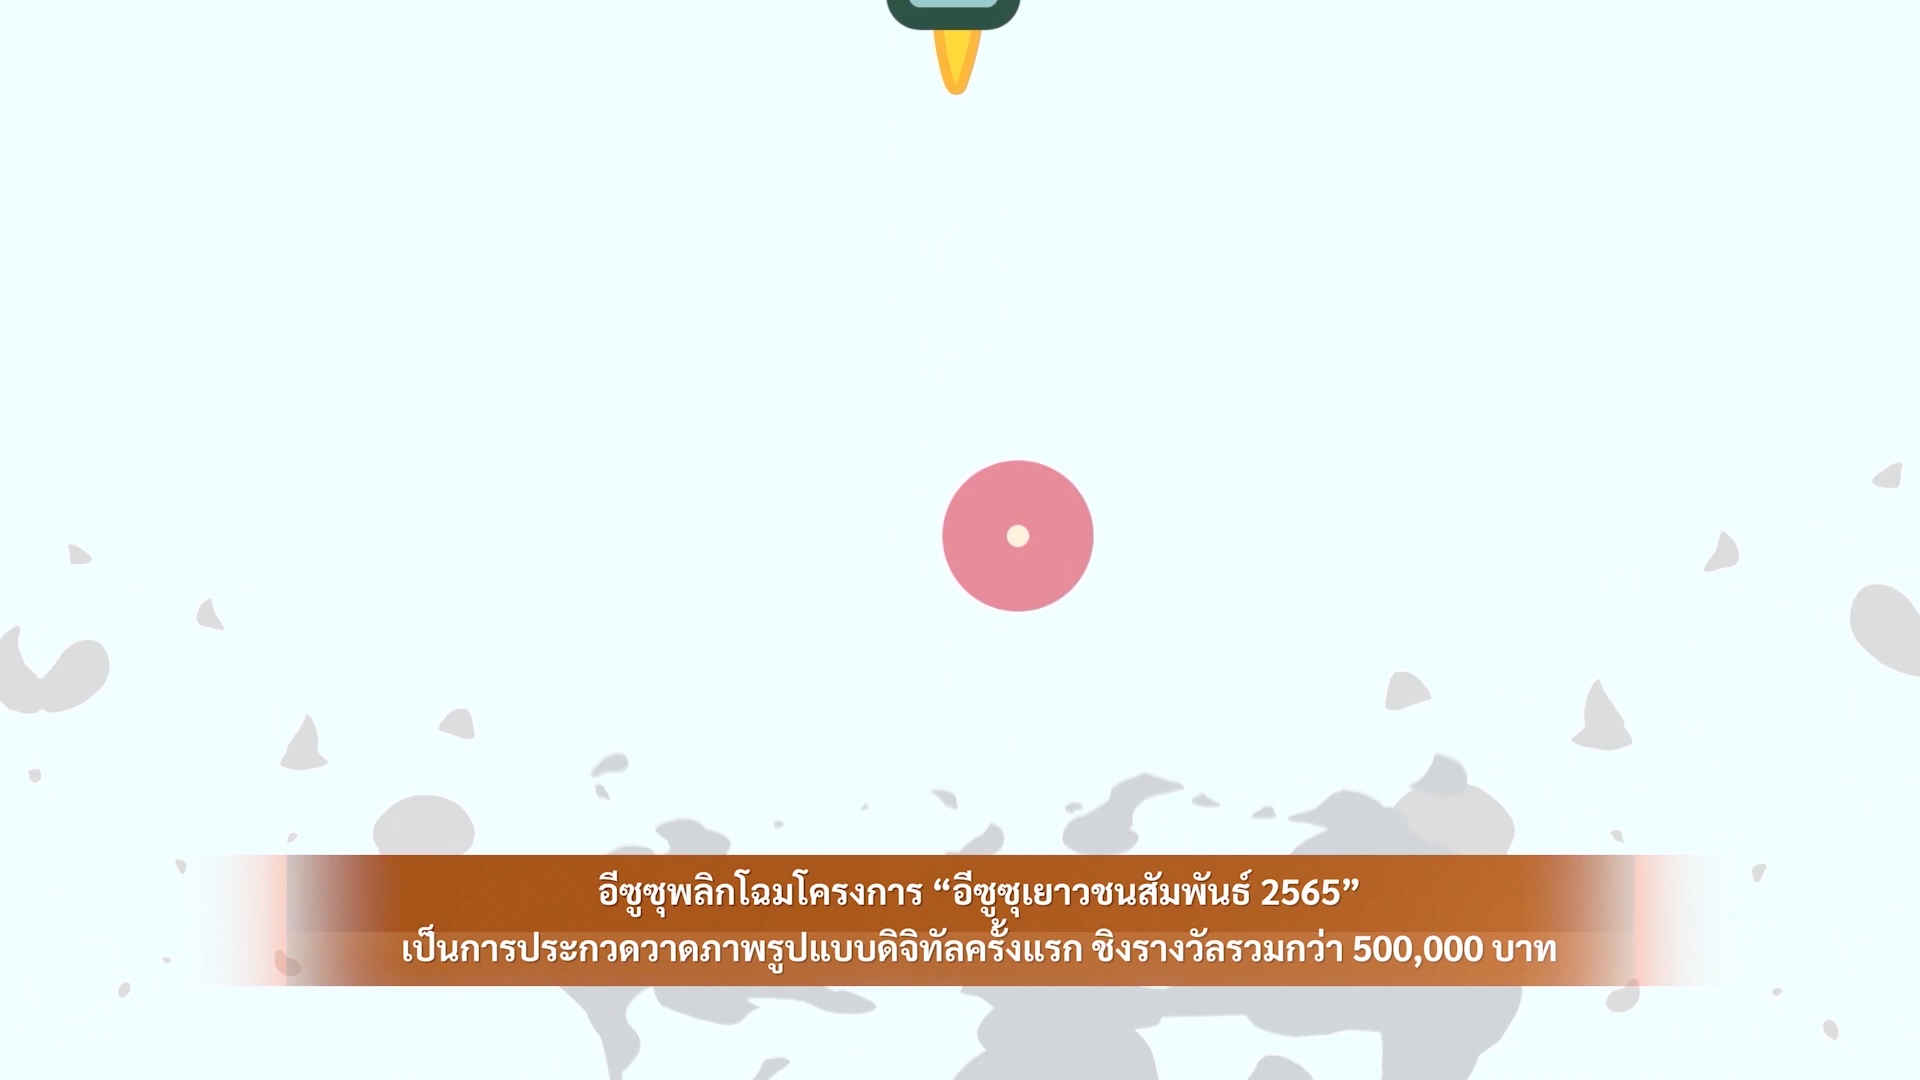 อีซูซุพลิกโฉมโครงการ “อีซูซุเยาวชนสัมพันธ์ 2565”
เป็นการประกวดวาดภาพรูปแบบดิจิทัลครั้งแรก ชิงรางวัลรวมกว่า 500,000 บาท